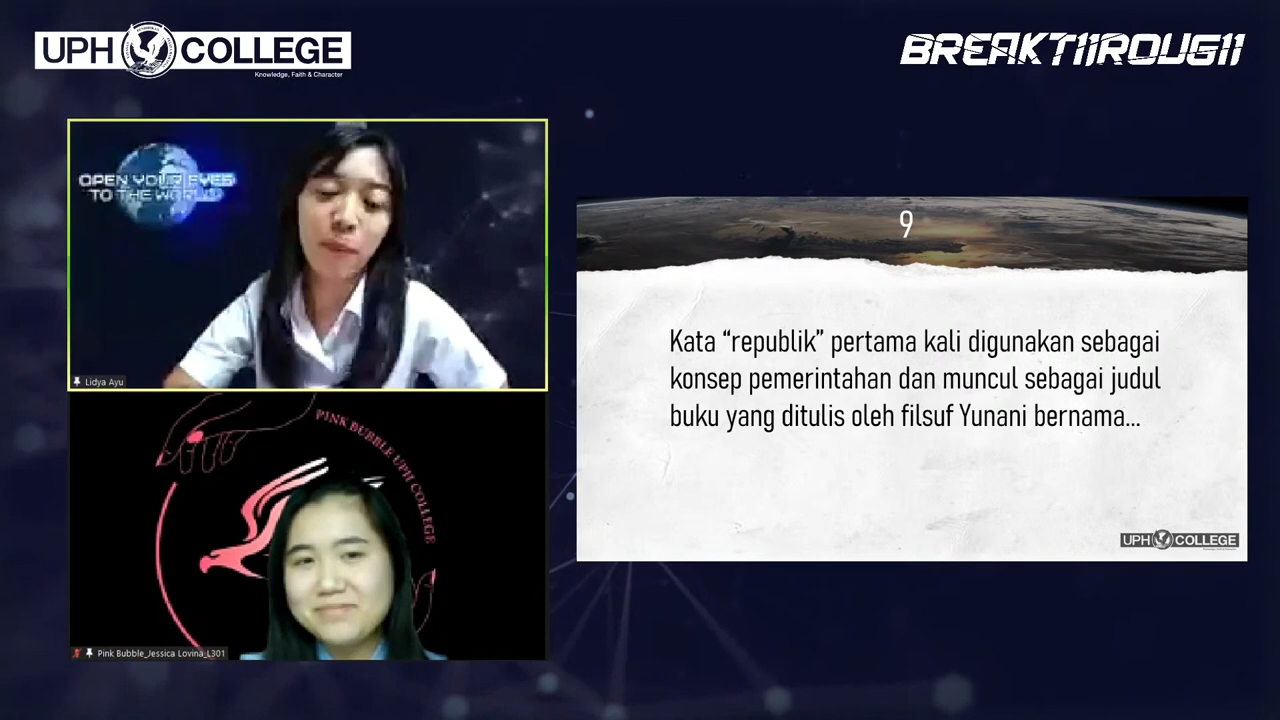 UPH COLLEGE
Knowledge, Faith & Character
BREAKT11ROUG11
OPEN YOUR EYES
TO THE WORLD
Lidya Ayu
PINK BUBBLE UPH COLLEGE
Pink Bubble_Jessica Lovina_L301
9
Kata “republik” pertama kali digunakan sebagai
konsep pemerintahan dan muncul sebagai judul
buku yang ditulis oleh filsuf Yunani bernama...
UPH COLLEGE